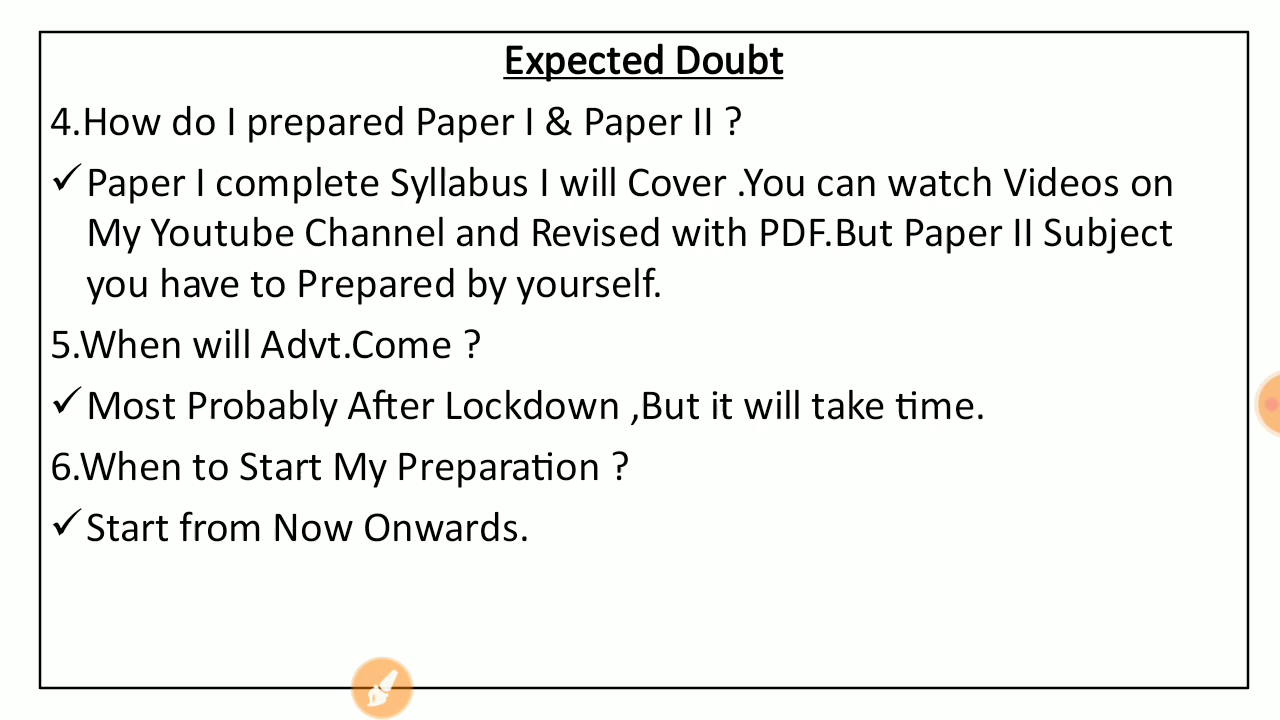 Expected Doubt
4.How do I prepared Paper I & Paper II ?
✓Paper I complete Syllabus I will Cover .You can watch Videos on
My Youtube Channel and Revised with PDF.But Paper II Subject
you have to Prepared by yourself.
5.When will Advt.Come ?
✓Most Probably After Lockdown ,But it will take time.
6.When to Start My Preparation ?
✓Start from Now Onwards.